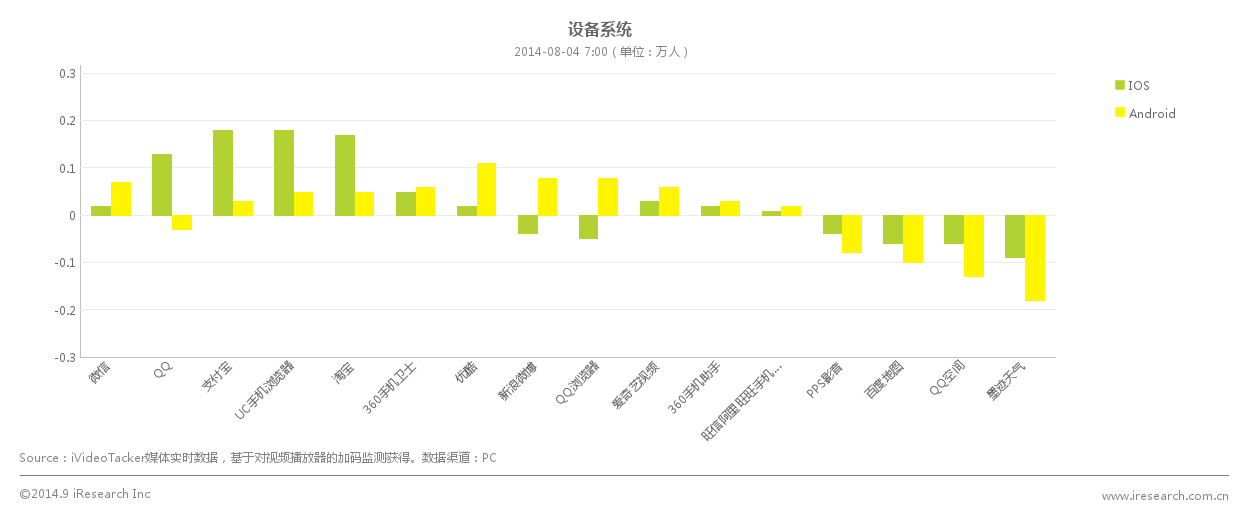 设备系统
2014-08-04 7:00 ( 单位 : 万人 )
0.3
0.2
0.1
0
-0.1
-0.2
-0.3
IOS
Android
微信
QQ
支付宝
UC手机浏览器
淘宝
360手机卫士
优酷
新浪微博
QQ浏览器
爱奇艺视频
360手机助手
旺信阿里旺旺手机...
PPS影音
百度地图
QQ空间
墨迹天气
Source : iVideoTacker媒体实时数据，基于对视频播放器的加码监测获得。数据渠道 : PC
©2014.9 iResearch Inc
www.iresearch.com.cn